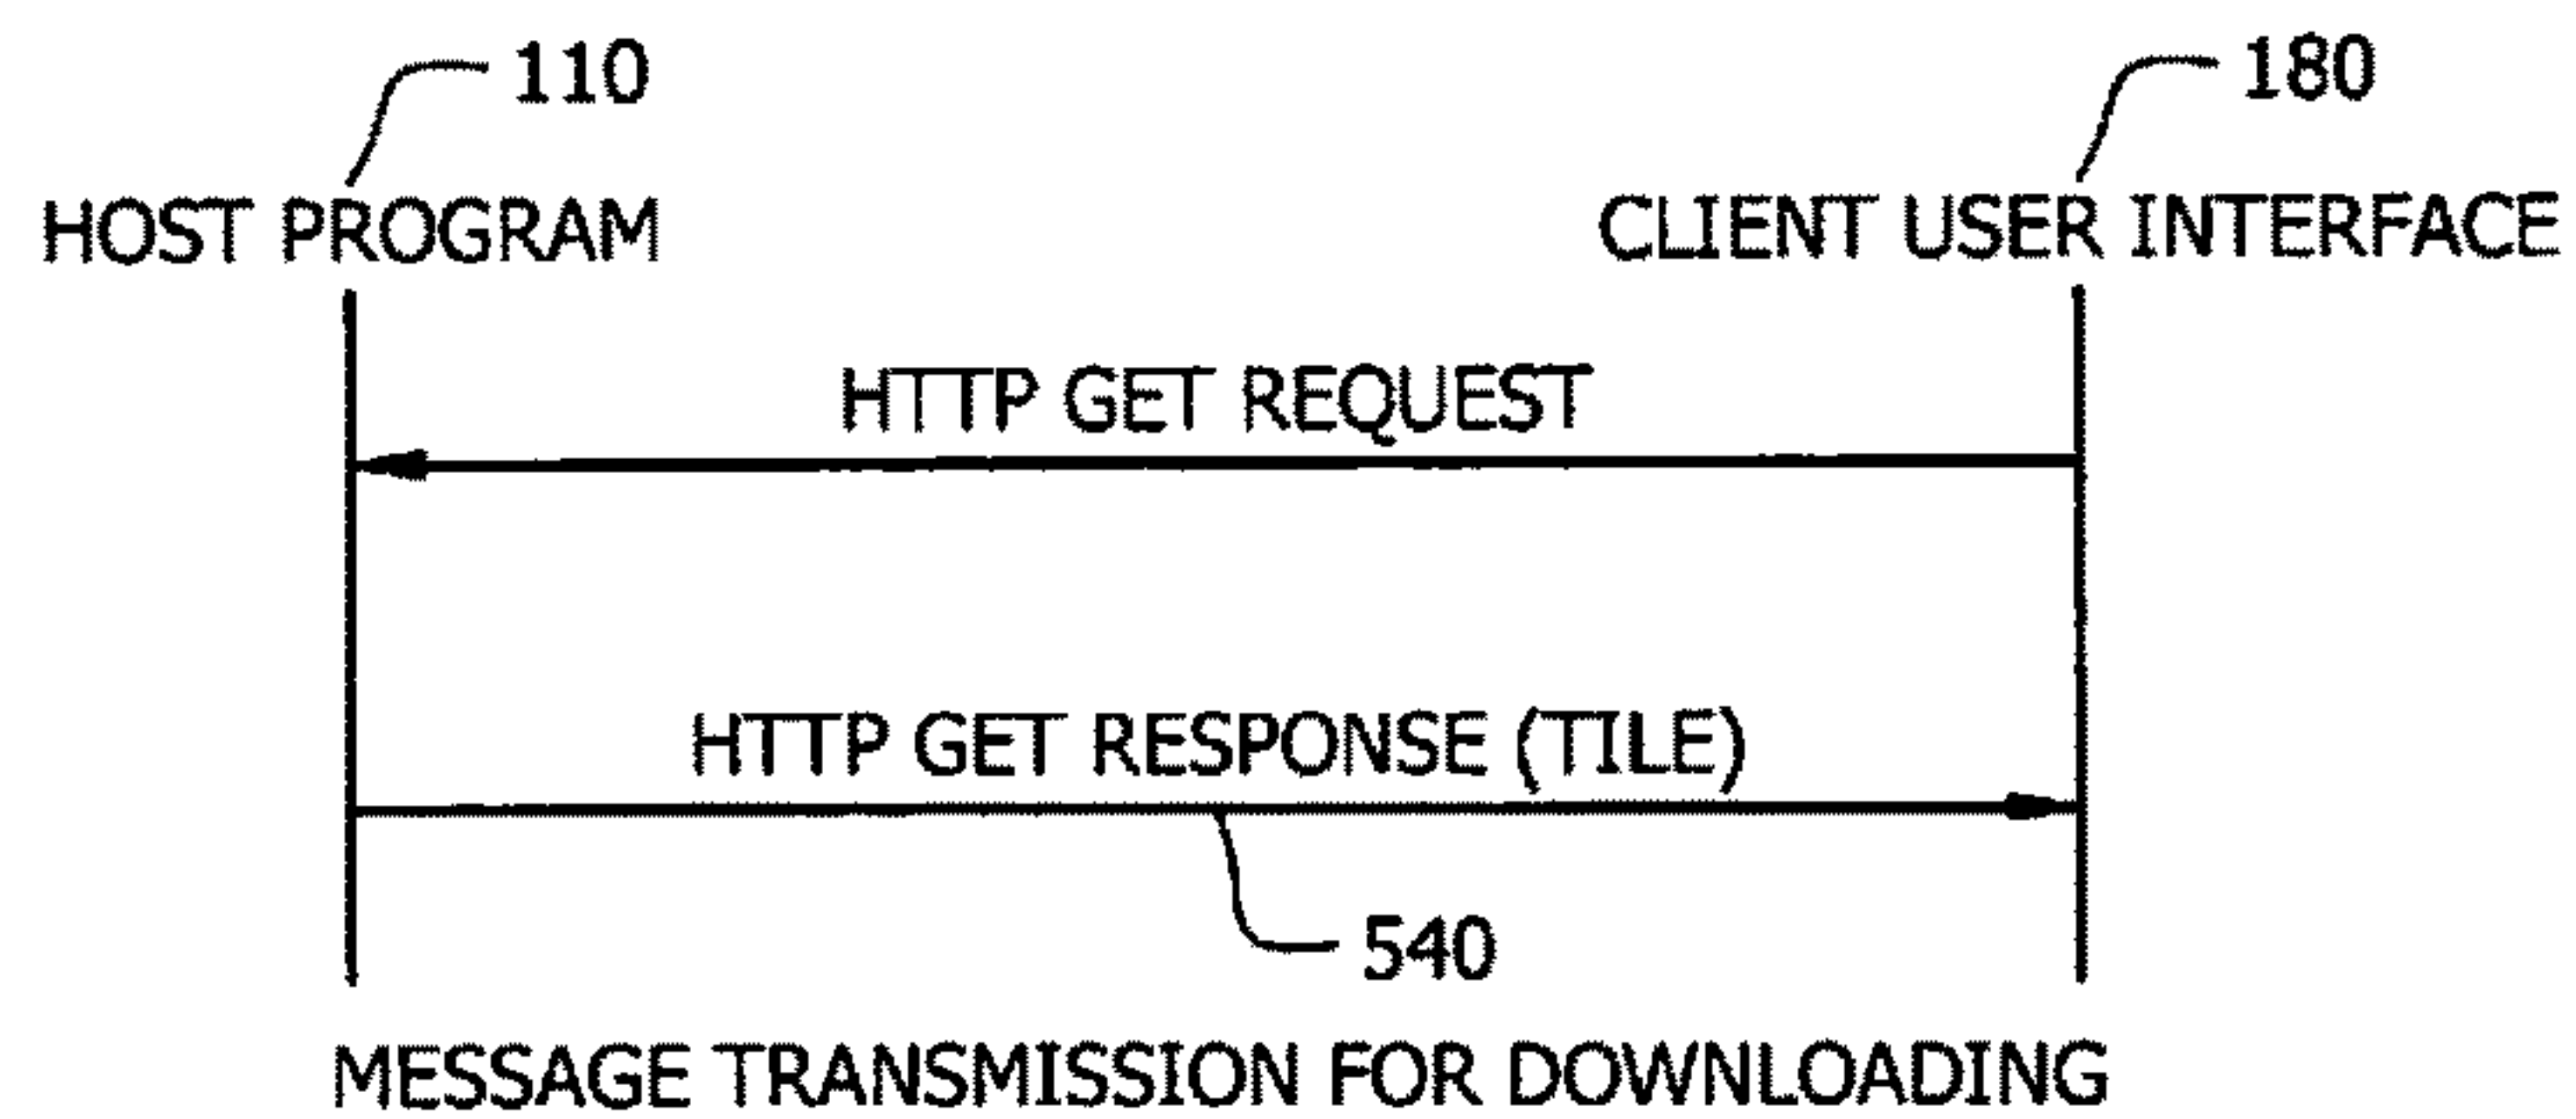 110
180
HOST PROGRAM
CLIENT USER INTERFACE
HTTP GET REQUEST
HTTP GET RESPONSE (TILE)
540
MESSAGE TRANSMISSION FOR DOWNLOADING